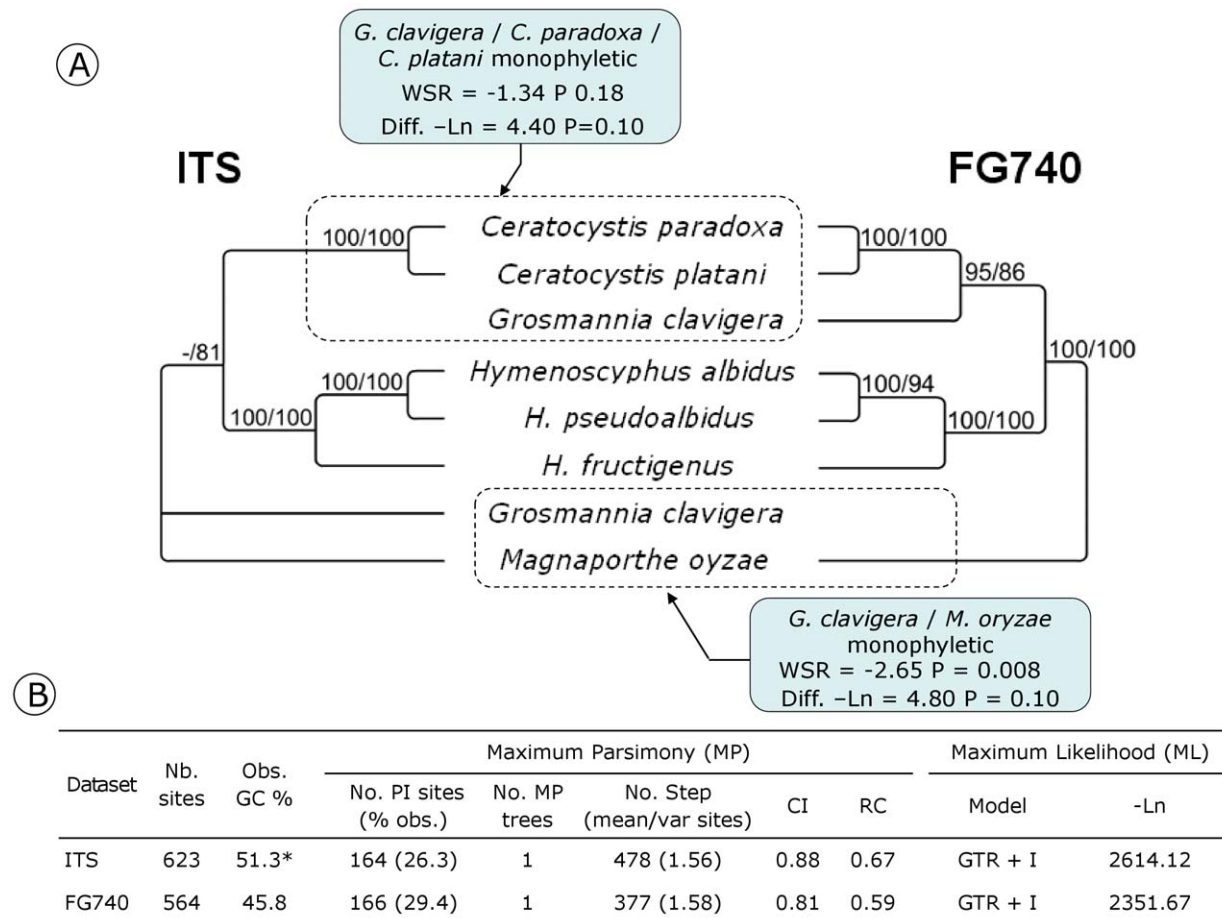 A
G. clavigera / C. paradoxa /
C. platani monophyletic
WSR = -1.34 P 0.18
Diff. –Ln = 4.40 P=0.10
ITS
FG740
100/100
Ceratocystis paradoxa
100/100
Ceratocystis platani
95/86
Grosmannia clavigera
-/81
100/100
100/100
Hymenoscyphus albidus
100/94
100/100
H. pseudoalbidus
100/100
H. fructigenus
Grosmannia clavigera
Magnaporthe oyzae
G. clavigera / M. oryzae
monophyletic
WSR = -2.65 P = 0.008
Diff. –Ln = 4.80 P = 0.10
B
Dataset Nb. sites Obs. GC % Maximum Parsimony (MP) Maximum Likelihood (ML)
No. PI sites (% obs.) No. MP trees No. Step (mean/var sites) CI RC Model -Ln
ITS 623 51.3* 164 (26.3) 1 478 (1.56) 0.88 0.67 GTR + I 2614.12
FG740 564 45.8 166 (29.4) 1 377 (1.58) 0.81 0.59 GTR + I 2351.67